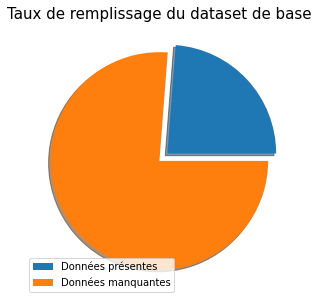 Taux de remplissage du dataset de base
Données présentes
Données manquantes